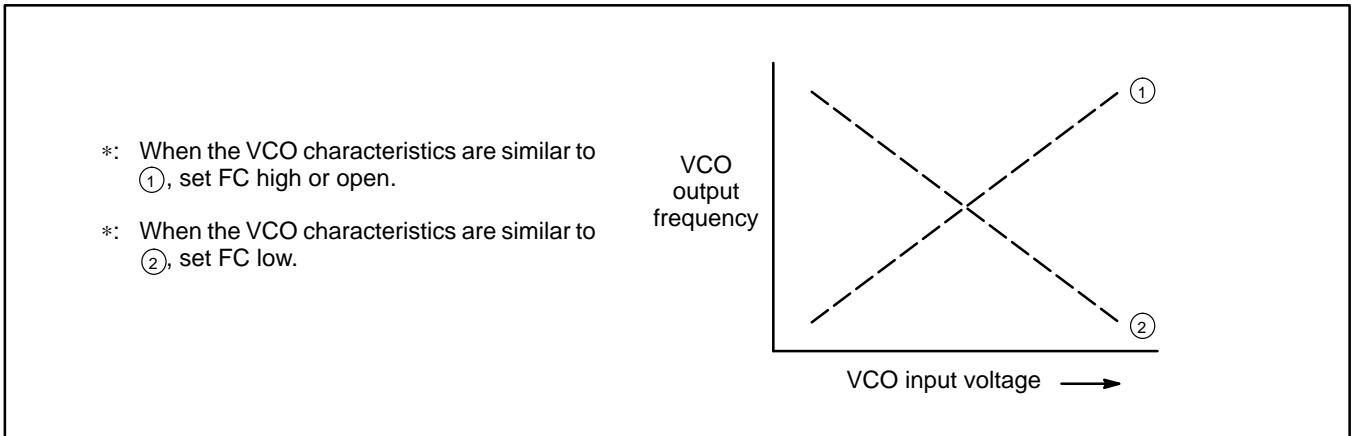 *: When the VCO characteristics are similar to
①, set FC high or open.
*: When the VCO characteristics are similar to
②, set FC low.
VCO
output
frequency
①
②
VCO input voltage